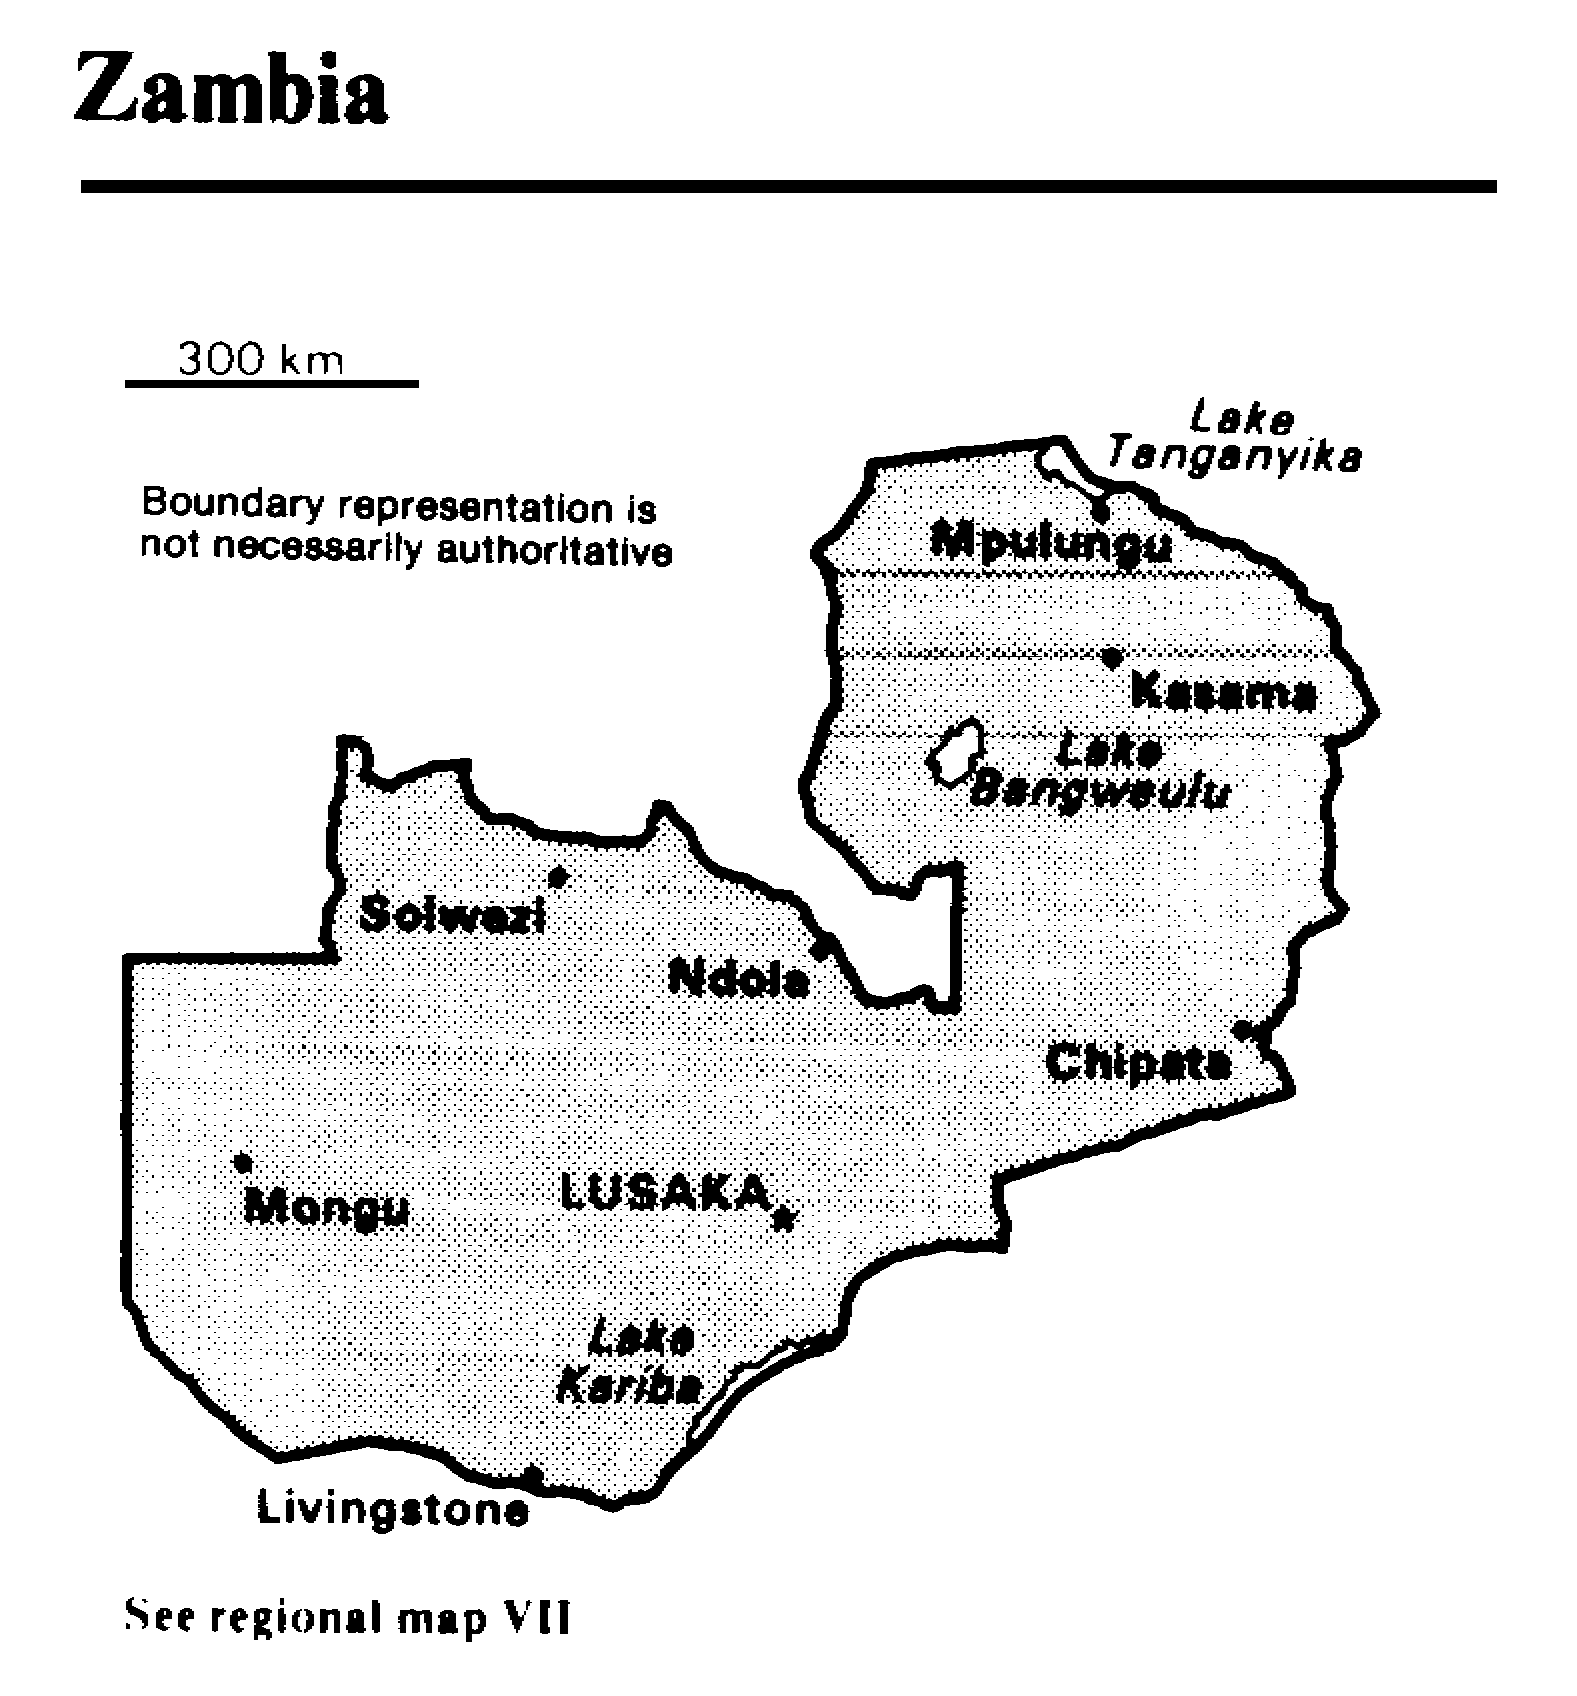 Zambia
300 km
Boundary representation is
not necessarily authoritative
Lake
Tanganyika
Mpulungu
Kasama
Lake
Bangweulu
Solwezi
Ndola
Chipata
Mongu
LUSAKA
Lake
Kariba
Livingstone
See regional map VII